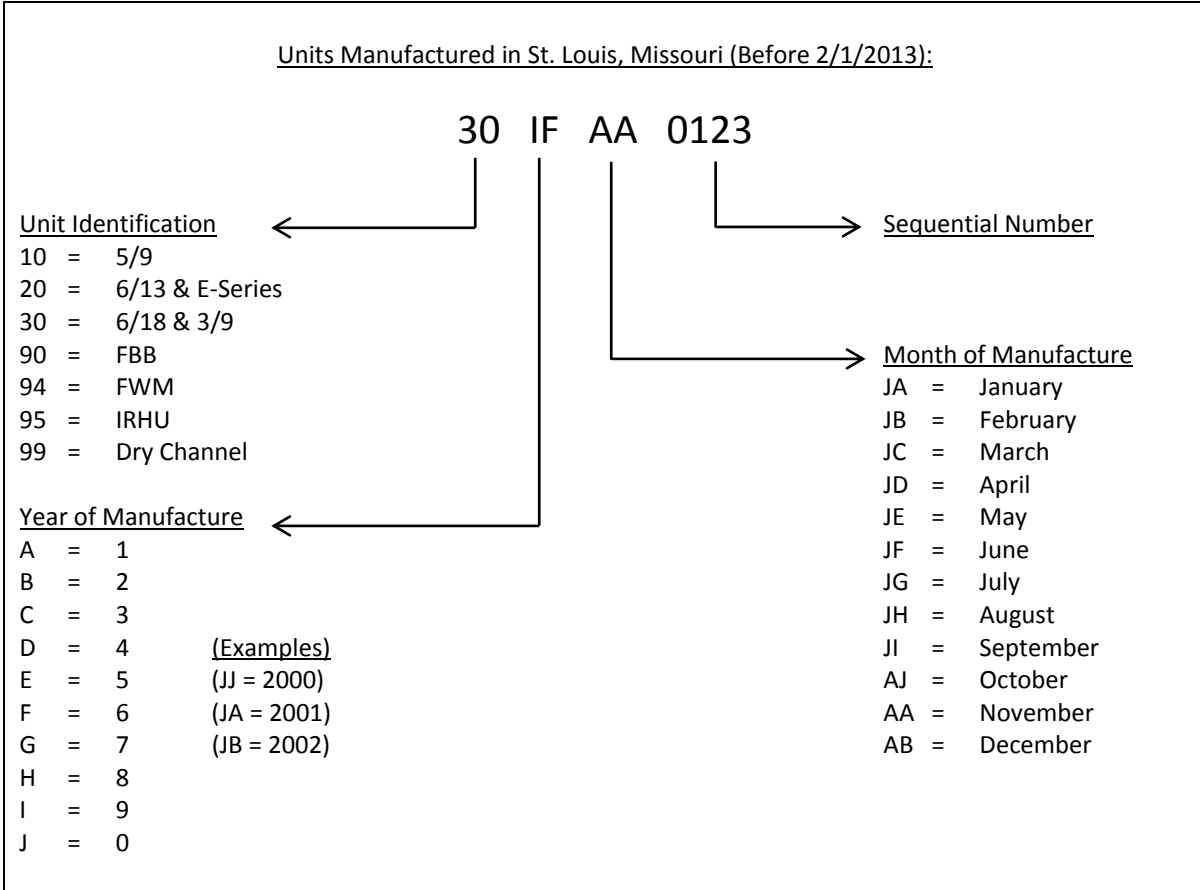 Units Manufactured in St. Louis, Missouri (Before 2/1/2013):
30 IF AA 0123
Unit Identification
10 = 5/9
20 = 6/13 & E-Series
30 = 6/18 & 3/9
90 = FBB
94 = FWM
95 = IRHU
99 = Dry Channel
Year of Manufacture
A = 1
B = 2
C = 3
D = 4 (Examples)
E = 5 (JJ = 2000)
F = 6 (JA = 2001)
G = 7 (JB = 2002)
H = 8
I = 9
J = 0
Sequential Number
Month of Manufacture
JA = January
JB = February
JC = March
JD = April
JE = May
JF = June
JG = July
JH = August
JI = September
AJ = October
AA = November
AB = December